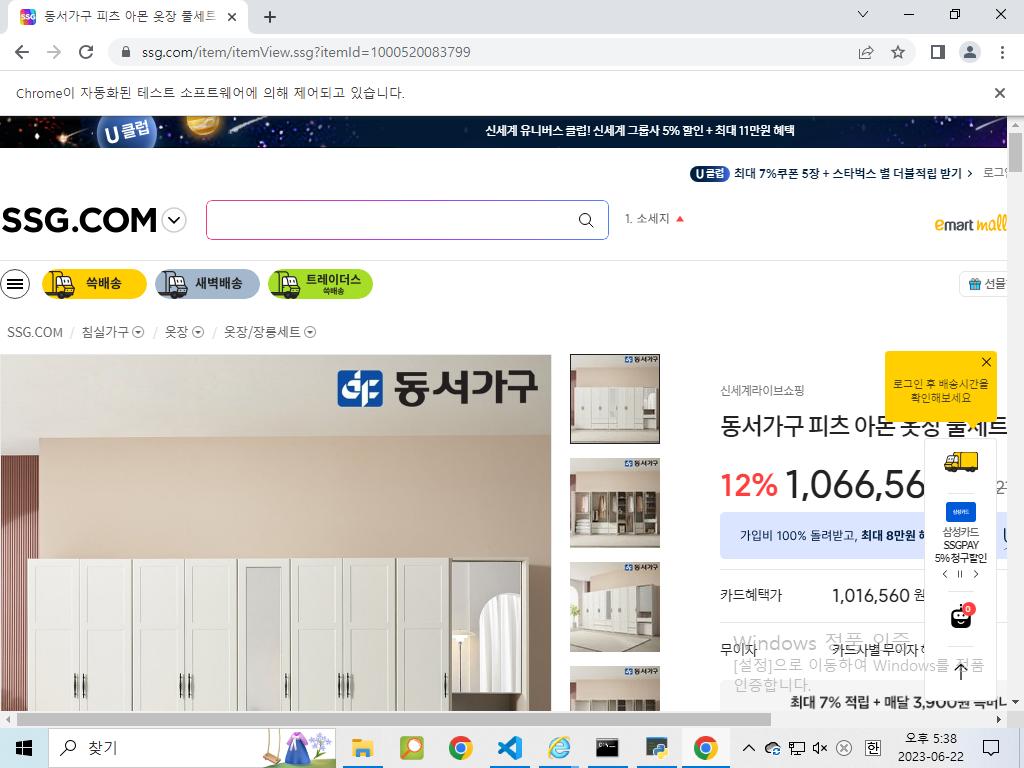 동서가구 피츠 아몬 옷장 풀세트
ssg.com/item/itemView.ssg?itemId=1000520083799
Chrome이 자동화된 테스트 소프트웨어에 의해 제어되고 있습니다.
U클럽
신세계 유니버스 클럽! 신세계 그룹사 5% 할인 + 최대 11만원 혜택
U클럽 최대 7%쿠폰 5장 + 스타벅스 별 더블적립 받기
SSG.COM
1. 소세지
emart mall
쓱배송
새벽배송
트레이더스
쓱배송
선물
SSG.COM / 침실가구 / 옷장 / 옷장/장롱세트
동서가구
로그인 후 배송시간을
확인해보세요
신세계라이브쇼핑
동서가구 피츠 아몬 옷장 풀세트
12% 1,066,56
가입비 100% 돌려받고, 최대 8만원
삼성카드
삼성카드
SSGPAY
5% 청구할인
카드혜택가 1,016,560 원
0
무이자 카드사별 무이자
Windows 정품 인증
[설정]으로 이동하여 Windows를 정품
인증합니다.
최대 7% 적립 + 매달 3,900원
찾기
한
오후 5:38
2023-06-22